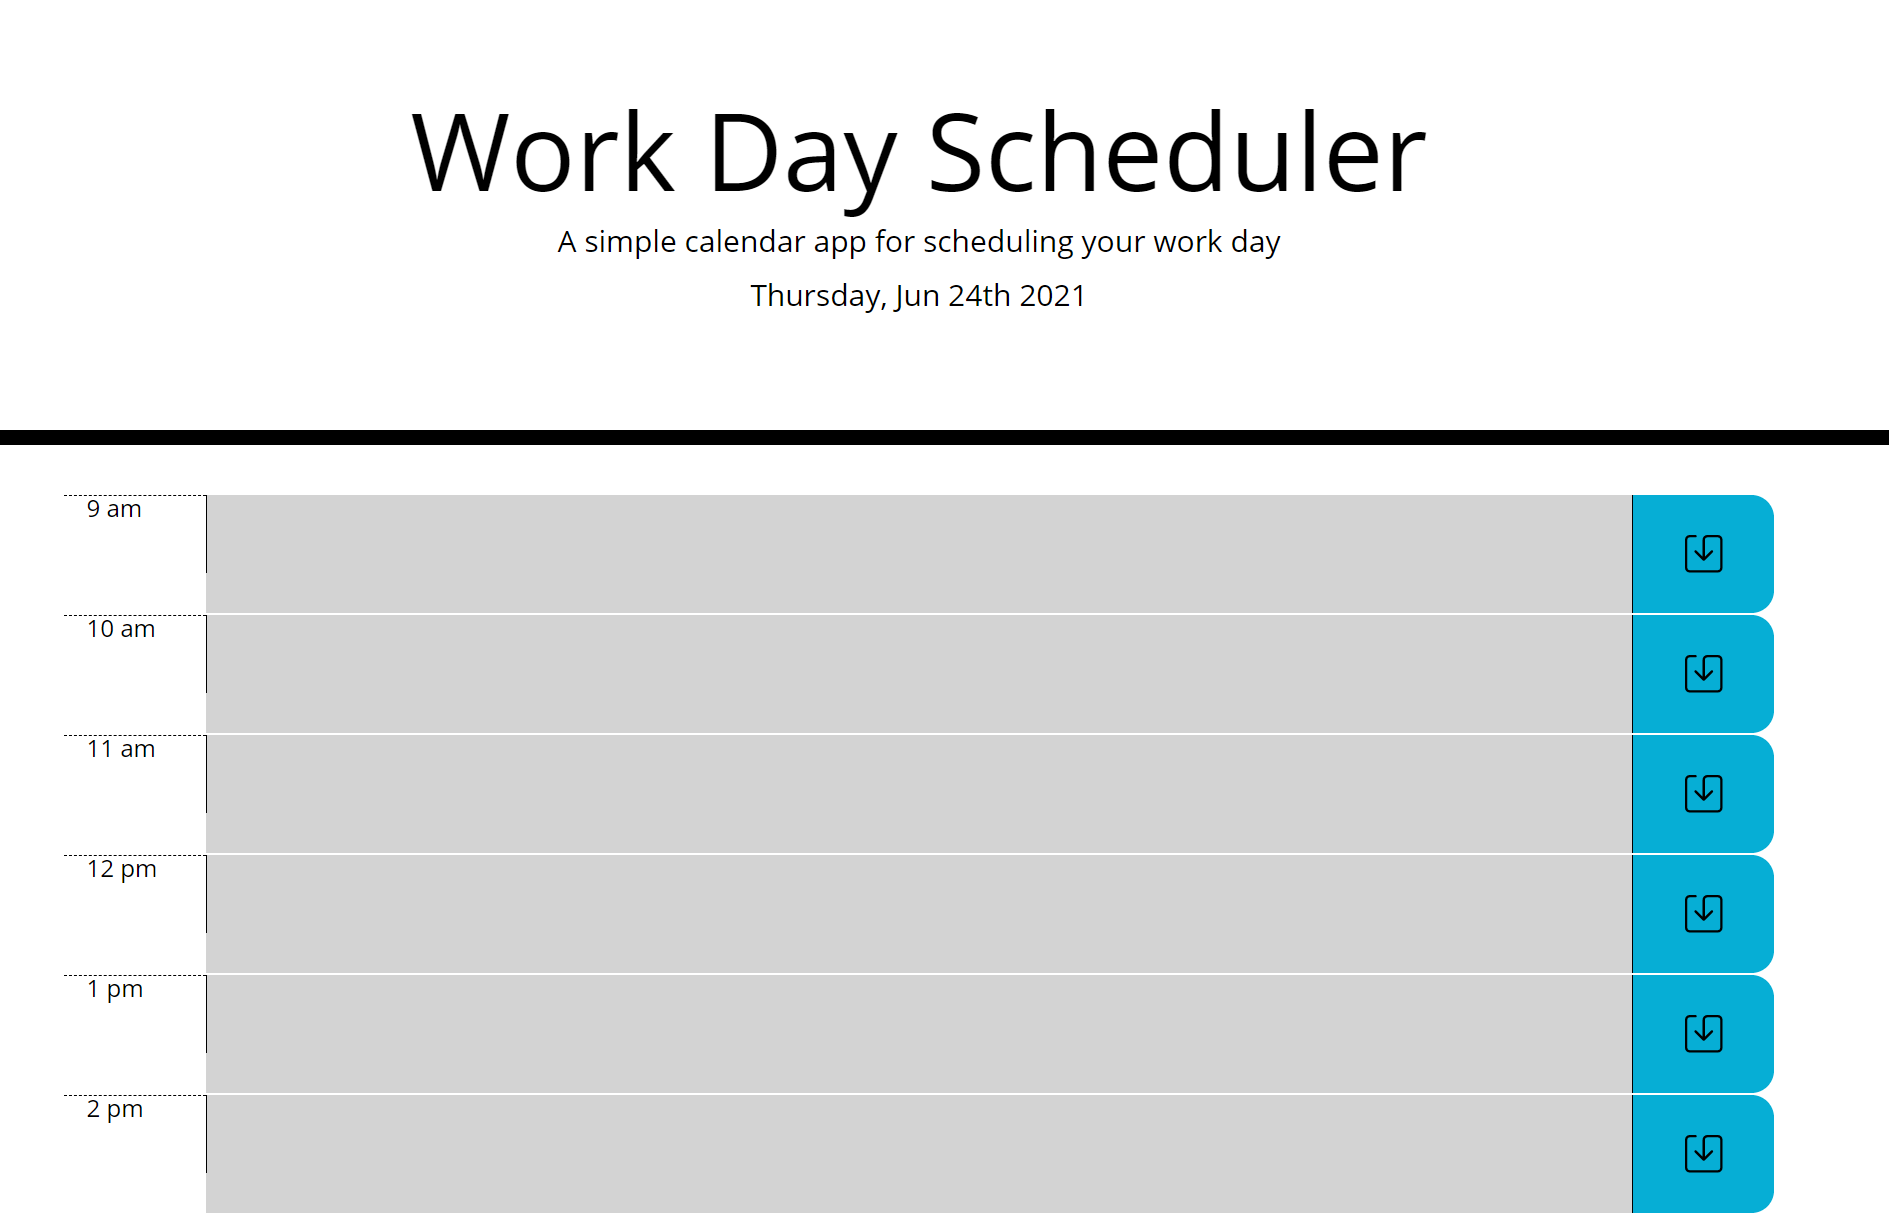 Work Day Scheduler
A simple calendar app for scheduling your work day
Thursday, Jun 24th 2021
9 am
10 am
11 am
12 pm
1 pm
2 pm